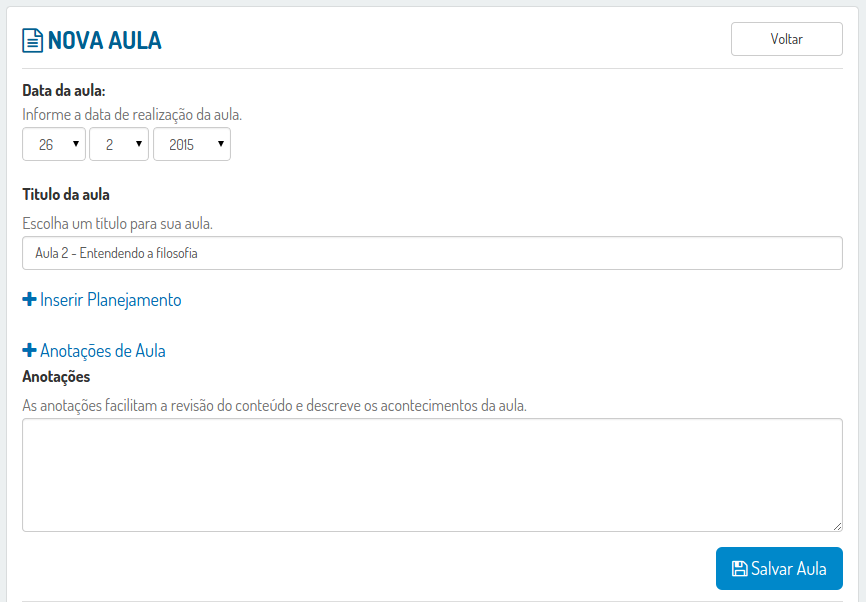 NOVA AULA
Voltar
Data da aula:
Informe a data de realização da aula.
26 2 2015
Titulo da aula
Escolha um titulo para sua aula.
Aula 2 - Entendendo a filosofia
Inserir Planejamento
Anotações de Aula
Anotações
As anotações facilitam a revisão do conteúdo e descreve os acontecimentos da aula.
Salvar Aula